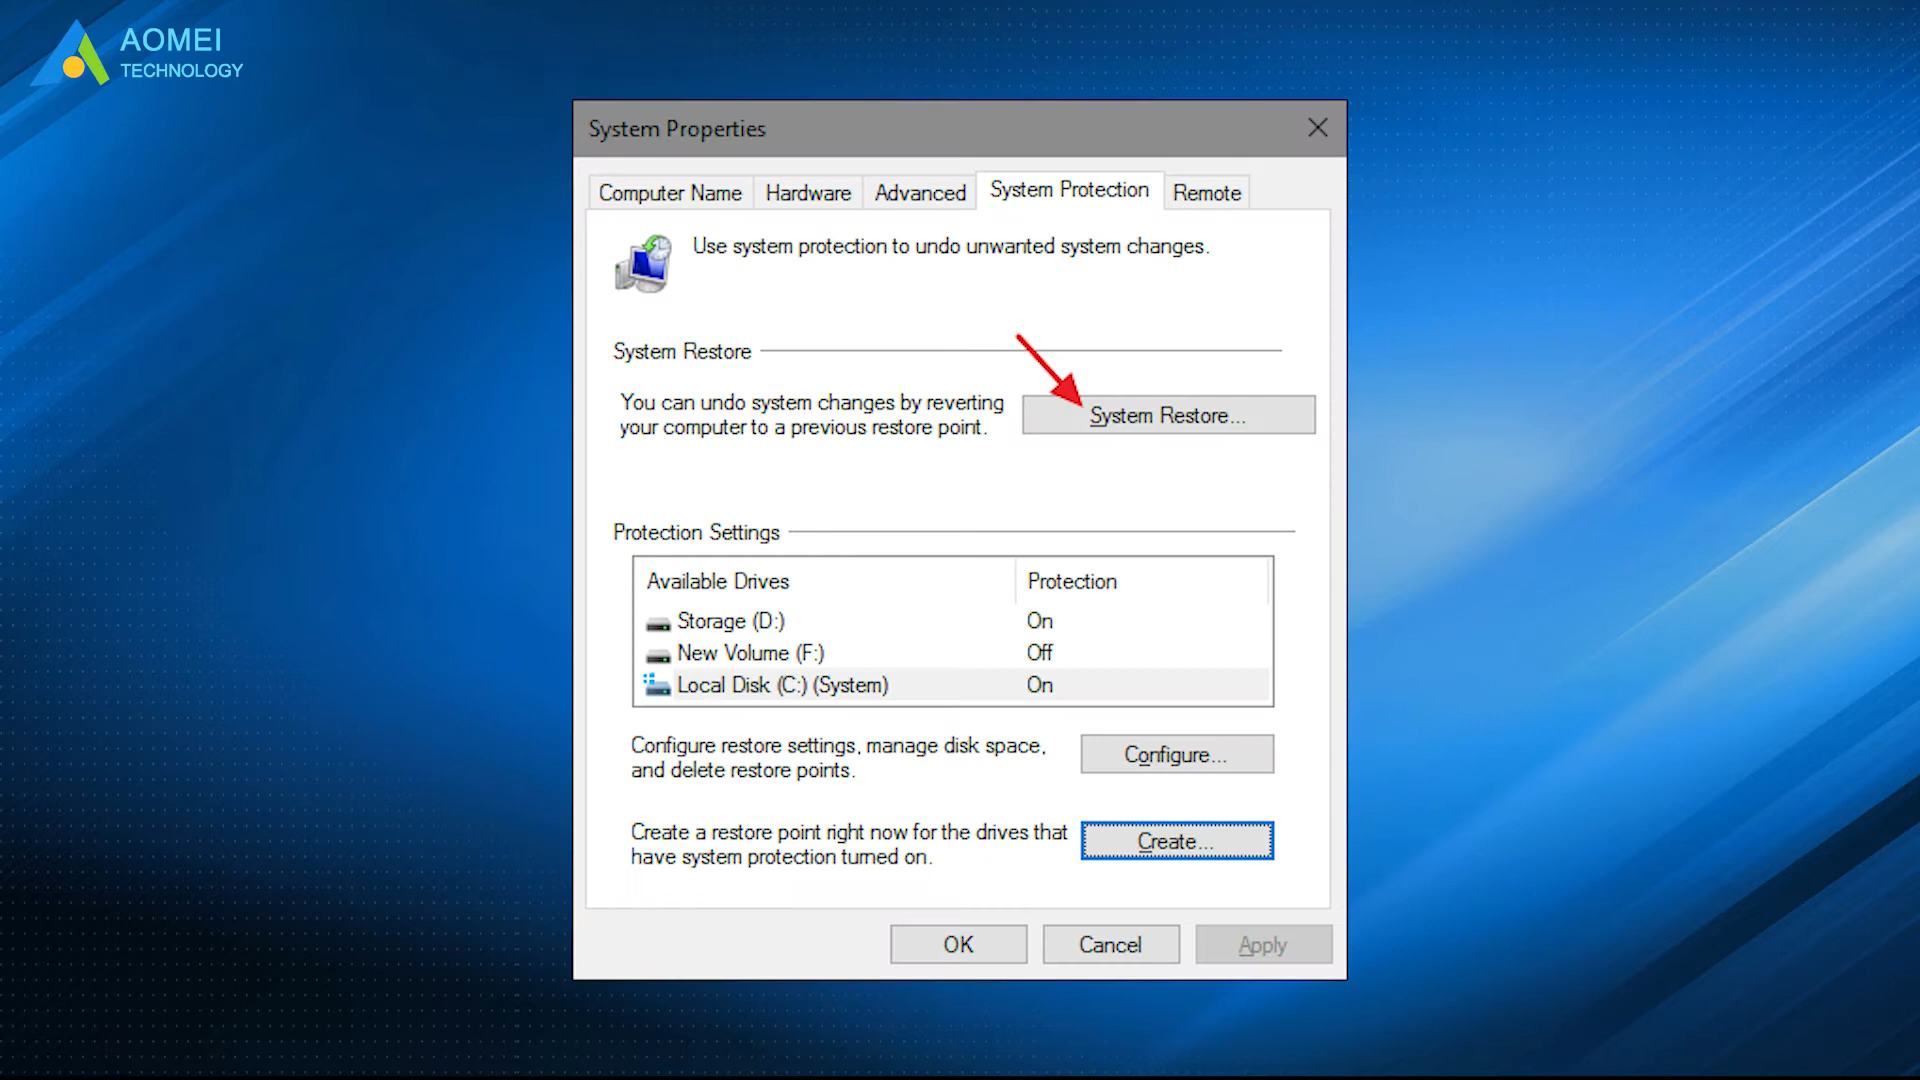 AOMEI
TECHNOLOGY
System Properties
Computer Name Hardware Advanced System Protection Remote
Use system protection to undo unwanted system changes.
System Restore
You can undo system changes by reverting
your computer to a previous restore point.
System Restore...
Protection Settings
Available Drives Protection
Storage (D:) On
New Volume (F:) Off
Local Disk (C:) (System) On
Configure restore settings, manage disk space,
and delete restore points.
Configure...
Create a restore point right now for the drives that
have system protection turned on.
Create...
OK Cancel Apply